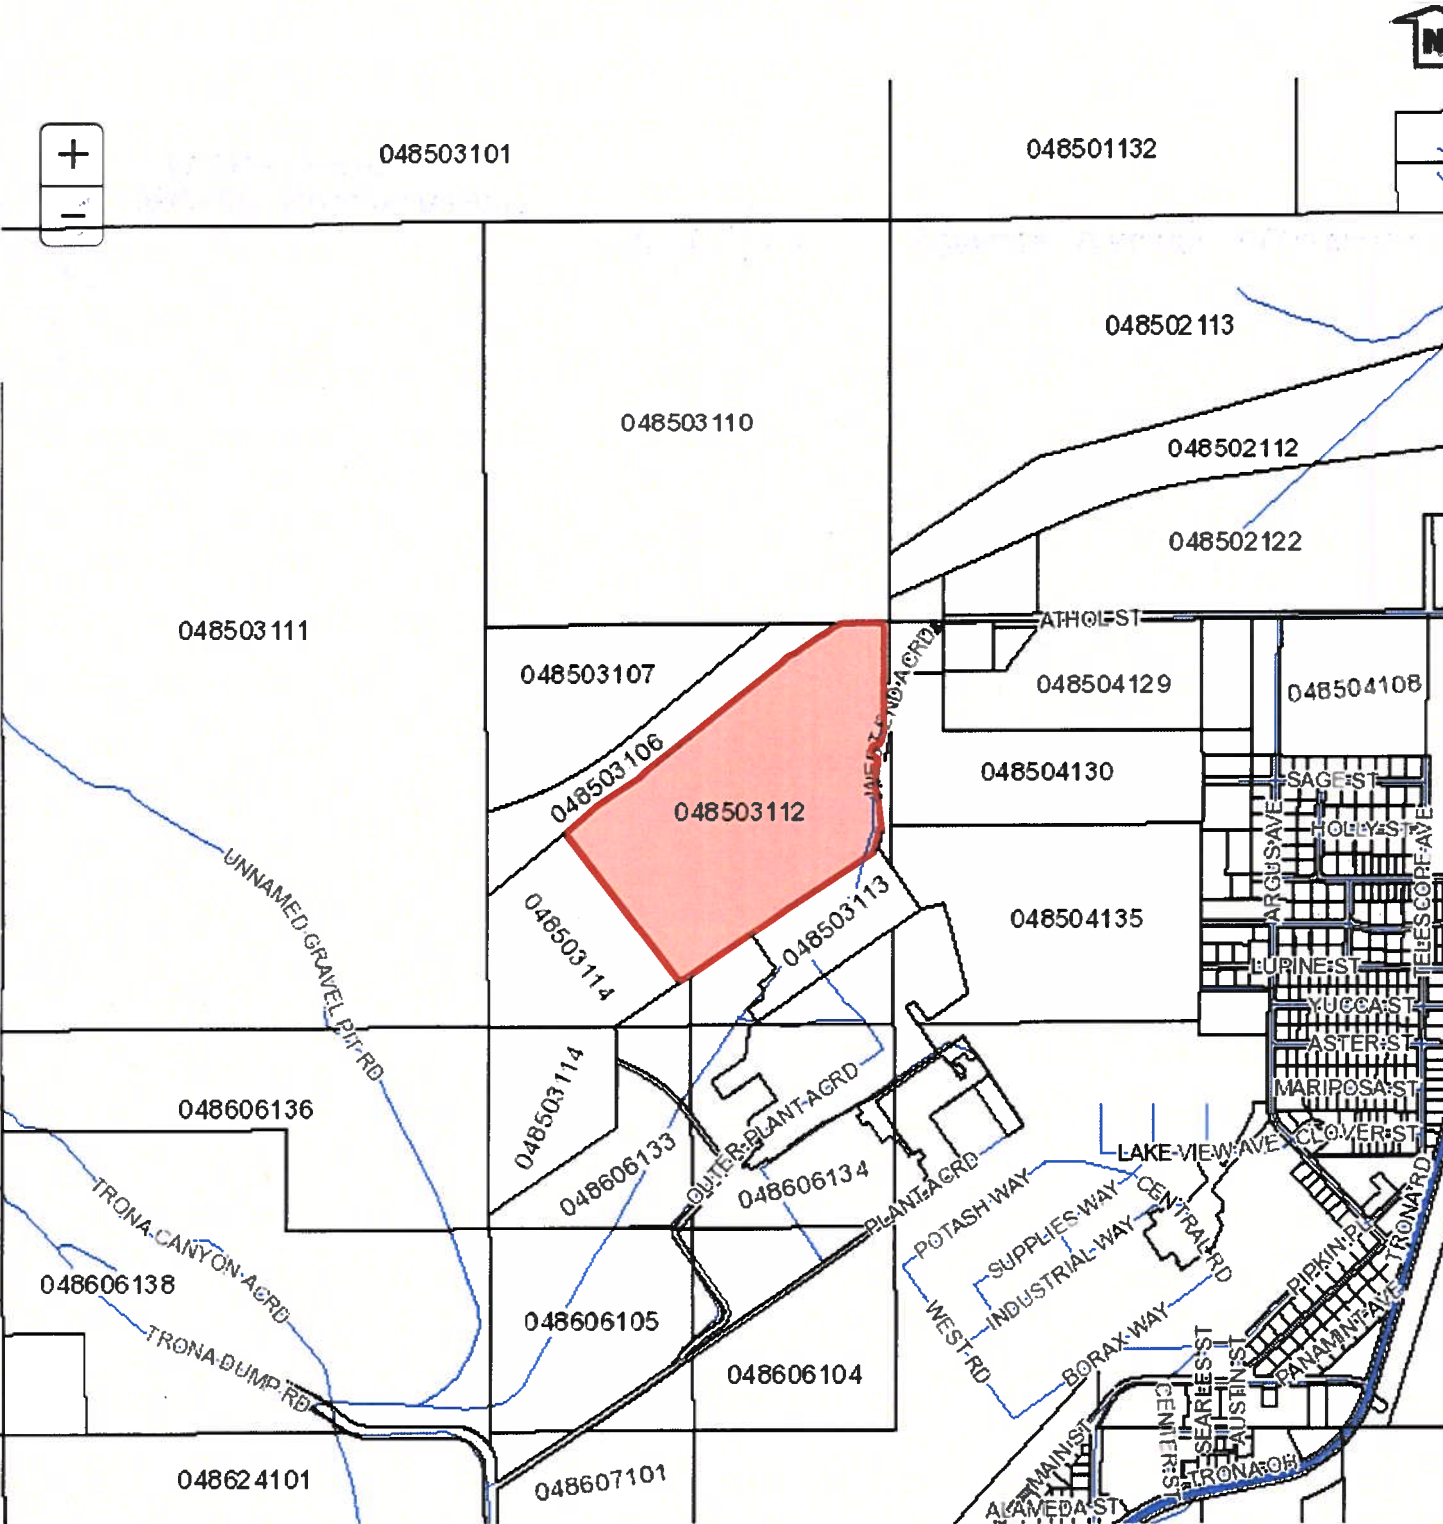 N
+
−
048503101
048501132
048502113
048503110
048502112
048502122
048503111
ATHOL ST
048503107
048504129
048504108
048503106
048504130
SAGE ST
048503112
HOLLY ST
ARGUS AVE
TELESCOPE AVE
UNNAMED GRAVEL PIT RD
048503114
048503113
048504135
LUPINE ST
YUCCA ST
ASTER ST
MARIPOSA ST
048606136
048503114
OUTER PLANT ACRD
CLOVER ST
LAKE VIEW AVE
048606133
048606134
PLANT ACRD
POTASH WAY
SUPPLIES WAY
INDUSTRIAL WAY
CENTRAL RD
TRONA RD
TRONA CANYON ACRD
048606138
PIPKIN PL
048606105
WEST RD
BORAX WAY
PANAMINT AVE
TRONA DUMP RD
048606104
CENTER ST
SEARLES ST
AUSTIN ST
MAIN ST
048624101
048607101
TRONA
ALAMEDA ST